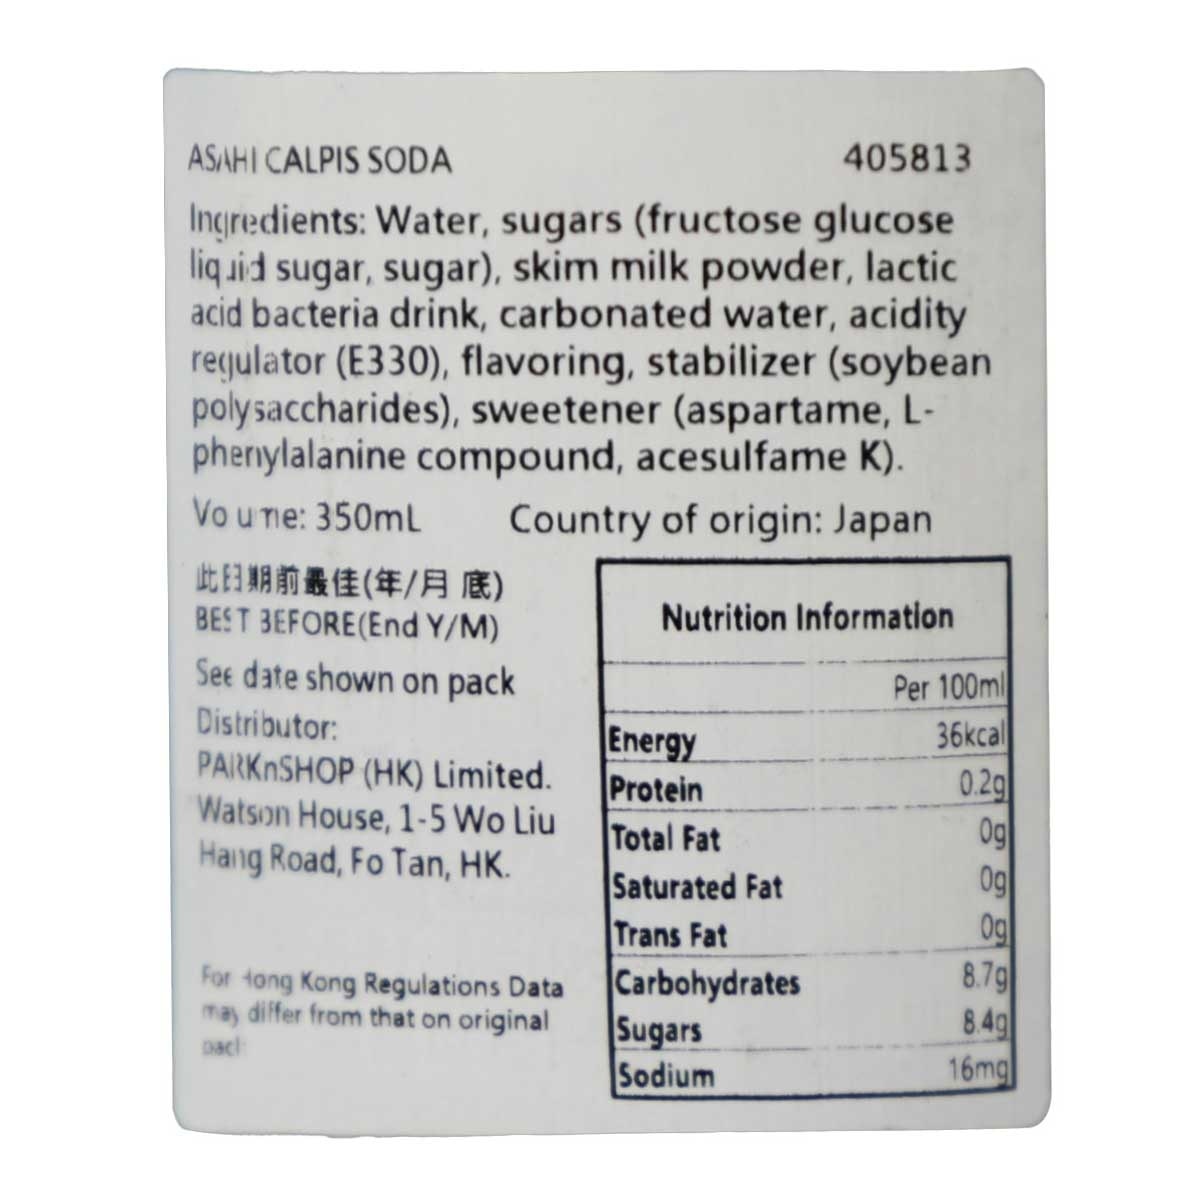 ASAHI CALPIS SODA 405813
Ingredients: Water, sugars (fructose glucose
liquid sugar, sugar), skim milk powder, lactic
acid bacteria drink, carbonated water, acidity
regulator (E330), flavoring, stabilizer (soybean
polysaccharides), sweetener (aspartame, L-
phenylalanine compound, acesulfame K).
Volume: 350mL Country of origin: Japan
此日期前最佳(年/月 底)
BEST BEFORE(End Y/M)
See date shown on pack
Distributor:
PARKnSHOP (HK) Limited.
Watson House, 1-5 Wo Liu
Hang Road, Fo Tan, HK.
For Hong Kong Regulations Data
may differ from that on original
pack
Nutrition Information
Per 100ml
Energy 36kcal
Protein 0.2g
Total Fat 0g
Saturated Fat 0g
Trans Fat 0g
Carbohydrates 8.7g
Sugars 8.4g
Sodium 16mg